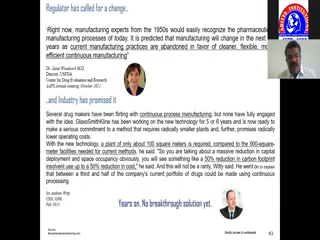 Regulator has called for a change..
'Right now, manufacturing experts from the 1950s would easily recognize the pharmaceutical
manufacturing processes of today. It is predicted that manufacturing will change in the next
years as current manufacturing practices are abandoned in favor of cleaner, flexible, more
efficient continuous manufacturing"
Dr. Janet Woodcock M.D
Director, USFDA
Center for Drug Evaluation and Research
AAPS Annual meeting, October 2011
..and Industry has promised it
Several drug makers have been flirting with continuous process manufacturing, but none have fully
engaged with the idea. GlaxoSmithKline has been working on the new technology for 5 or 6 years and is now ready to
make a serious commitment to a method that requires radically smaller plants and, further, promises radically
lower operating costs.
With the new technology, a plant of only about 100 square meters is required, compared to the 900-square-
meter facilities needed for current methods, he said. "So you are talking about a massive reduction in capital
deployment and space occupation obviously, you will see something like a 50% reduction in carbon footprint
insolvent use up to a 50% reduction in cost," he said. And this will not be a rarity, Witty said. He went on to explain
that between a third and half of the company's current portfolio of drugs could be made using continuous
processing
Sir andrew Witty
CEO, GSK
Feb 2013
Years on. No breakthrough solution yet.
Strictly private & confidential
43